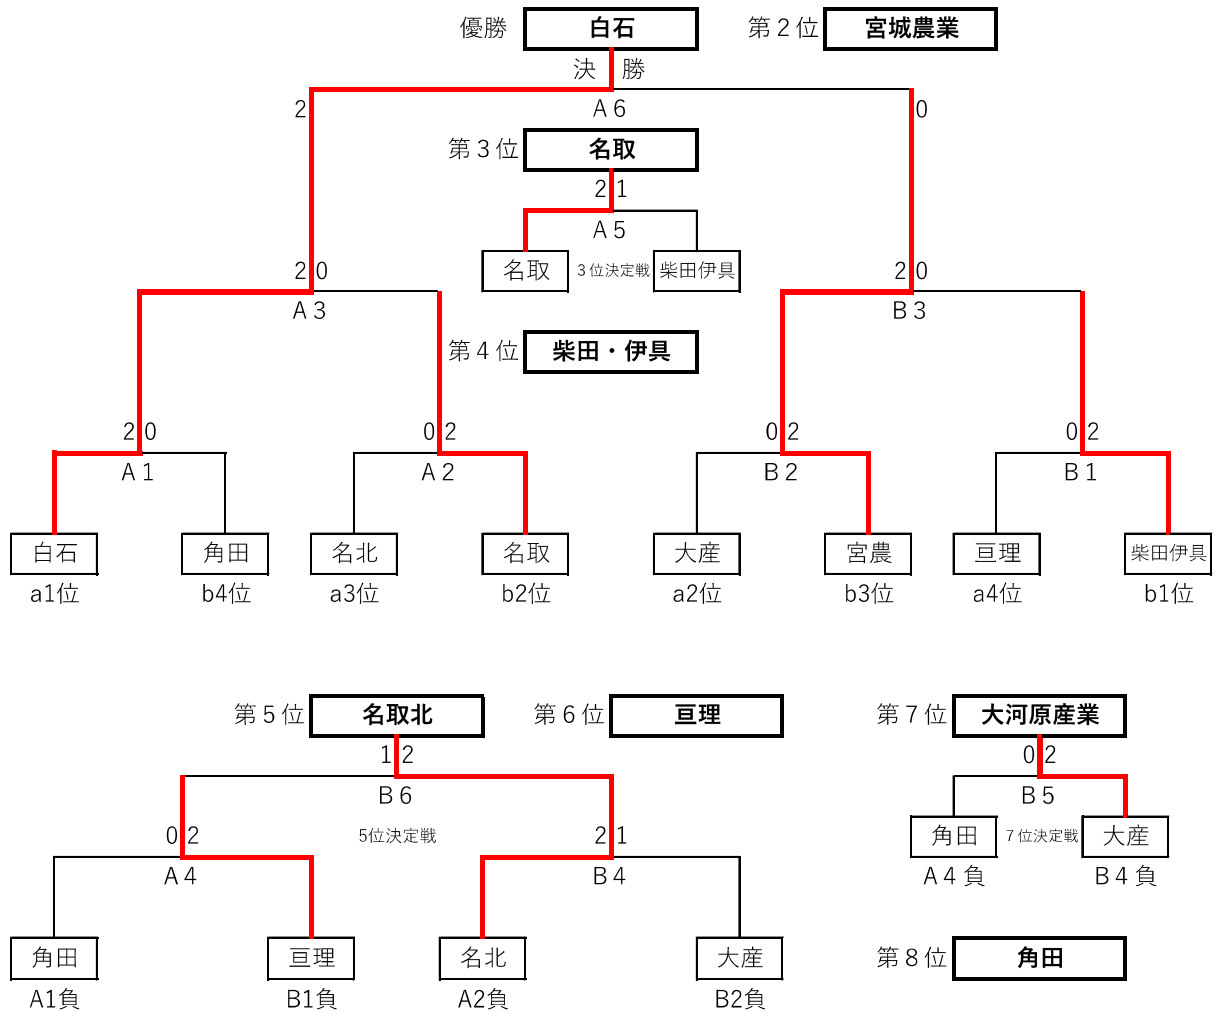 優勝 白石 第2位 宮城農業
決 勝
2 A6 0
第3位 名取
2 1
A5
名取 3位決定戦 柴田伊具
2 0 2 0
A3 B3
第4位 柴田・伊具
2 0 0 2 0 2 0 2
A1 A2 B2 B1
白石 角田 名北 名取 大産 宮農 亘理 柴田伊具
a1位 b4位 a3位 b2位 a2位 b3位 a4位 b1位
第5位 名取北 第6位 亘理 第7位 大河原産業
1 2 0 2
B6 B5
0 2 5位決定戦 2 1 角田 7位決定戦 大産
A4 B4 A4負 B4負
角田 亘理 名北 大産 第8位 角田
A1負 B1負 A2負 B2負